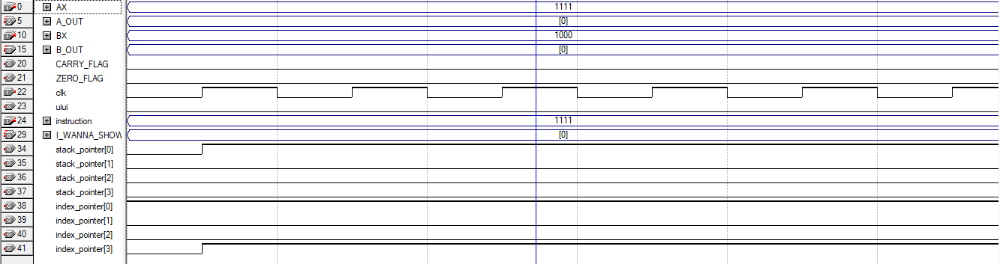 0 AX 1111
5 A_OUT [0]
10 BX 1000
15 B_OUT [0]
20 CARRY_FLAG
21 ZERO_FLAG
22 clk
23 uiui
24 instruction 1111
29 I_WANNA_SHOW [0]
34 stack_pointer[0]
35 stack_pointer[1]
36 stack_pointer[2]
37 stack_pointer[3]
38 index_pointer[0]
39 index_pointer[1]
40 index_pointer[2]
41 index_pointer[3]